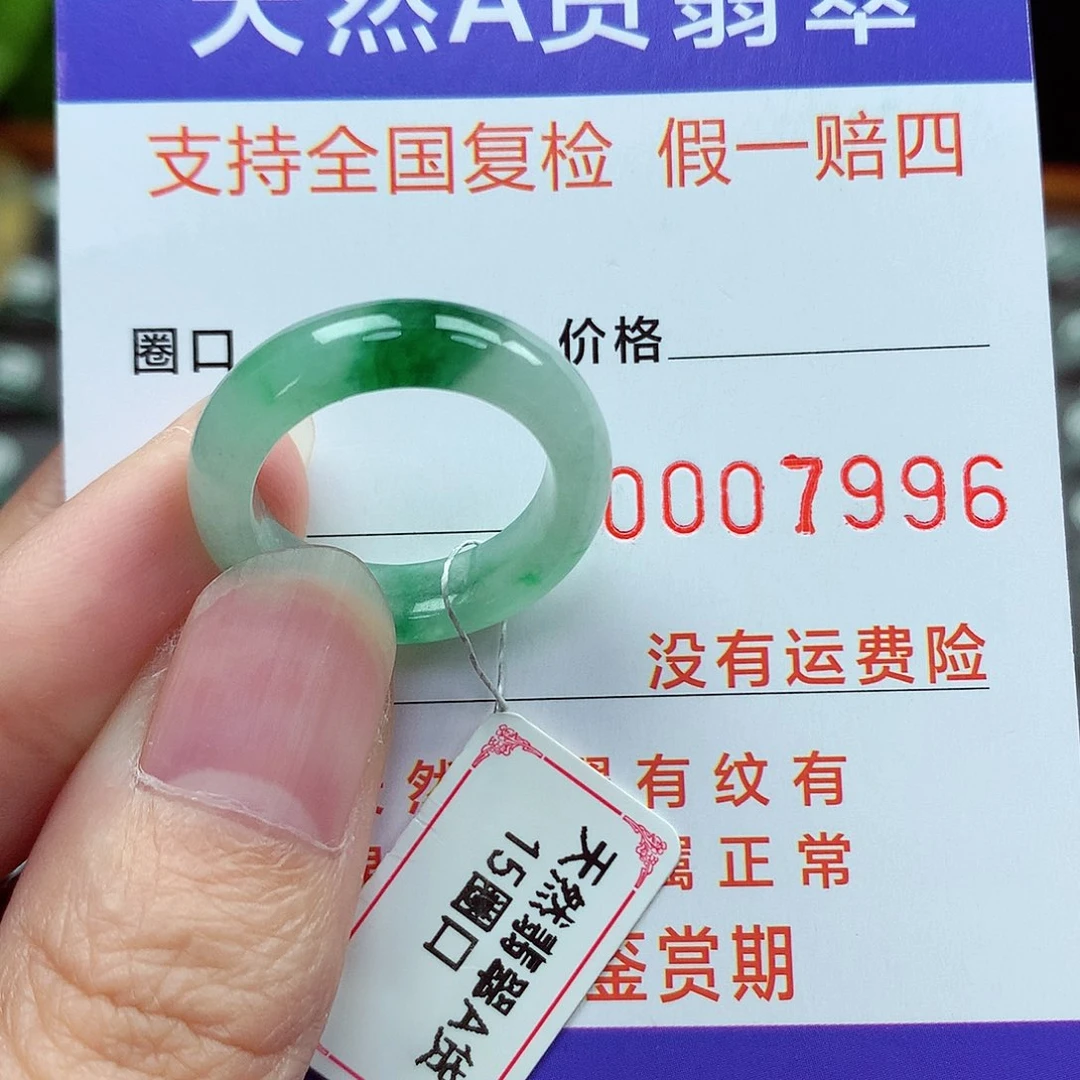 天然A货翡翠
支持全国复检 假一赔四
圈口 价格
0007996
没有运费险
然 有纹有
属正常
鉴赏期
天然翡翠A货
15圈口